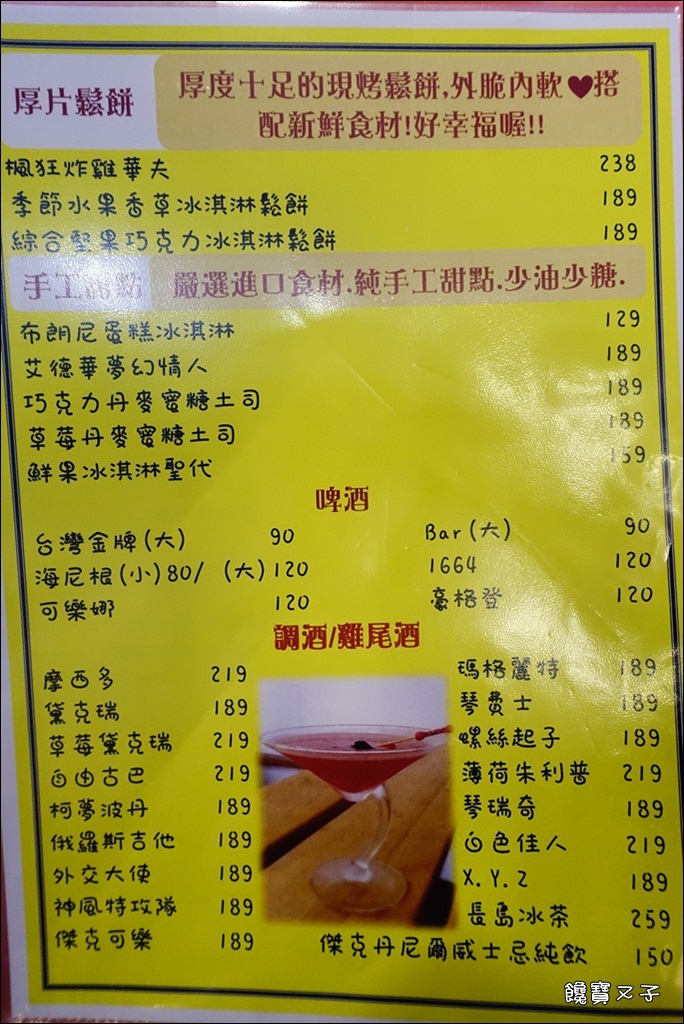 厚片鬆餅 厚度十足的現烤鬆餅,外脆內軟♥搭
配新鮮食材!好幸福喔!!
楓狂炸雞華夫 238
季節水果香草冰淇淋鬆餅 189
綜合堅果巧克力冰淇淋鬆餅 189
手工甜點 嚴選進口食材.純手工甜點.少油少糖.
布朗尼蛋糕冰淇淋 129
艾德華夢幻情人 189
巧克力丹麥蜜糖土司 189
草莓丹麥蜜糖土司 189
鮮果冰淇淋聖代 159
啤酒
台灣金牌(大) 90 Bar(大) 90
海尼根(小)80/ (大)120 1664 120
可樂娜 120 豪格登 120
調酒/雞尾酒
摩西多 219 瑪格麗特 189
黛克瑞 189 琴費士 189
草莓黛克瑞 219 螺絲起子 189
自由古巴 219 薄荷朱利普 219
柯夢波丹 189 琴瑞奇 189
俄羅斯吉他 189 白色佳人 219
外交大使 189 X.Y.Z 189
神風特攻隊 189 長島冰茶 259
傑克可樂 189 傑克丹尼爾威士忌純飲 150
饞寶ㄡ子